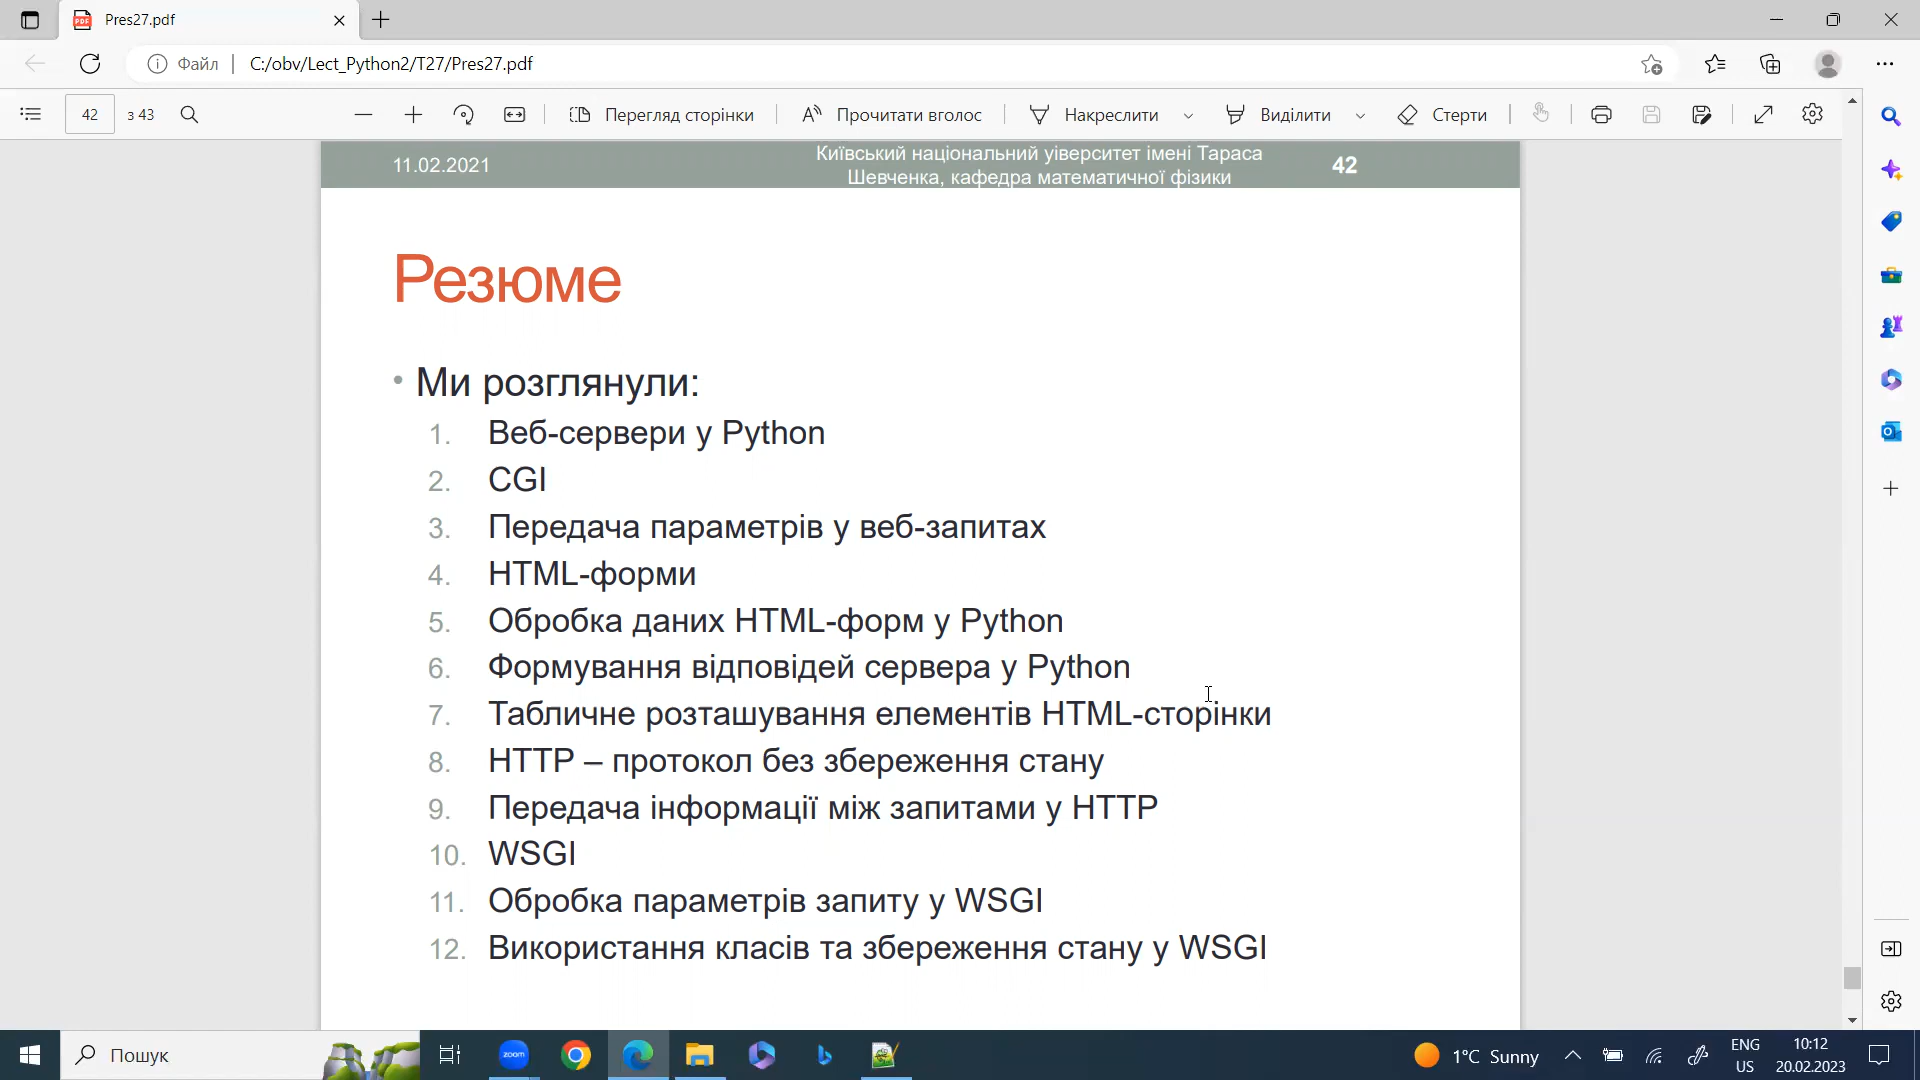 Pres27.pdf
Файл
C:/obv/Lect_Python2/T27/Pres27.pdf
42
з 43
Перегляд сторінки
Прочитати вголос
Накреслити
Виділити
Стерти
11.02.2021
Київський національний уіверситет імені Тараса
Шевченка, кафедра математичної фізики
42
Резюме
• Ми розглянули:
1. Веб-сервери у Python
2. CGI
3. Передача параметрів у веб-запитах
4. HTML-форми
5. Обробка даних HTML-форм у Python
6. Формування відповідей сервера у Python
7. Табличне розташування елементів HTML-сторінки
8. HTTP – протокол без збереження стану
9. Передача інформації між запитами у HTTP
10. WSGI
11. Обробка параметрів запиту у WSGI
12. Використання класів та збереження стану у WSGI
Пошук
zoom
1°C Sunny
ENG
US
10:12
20.02.2023